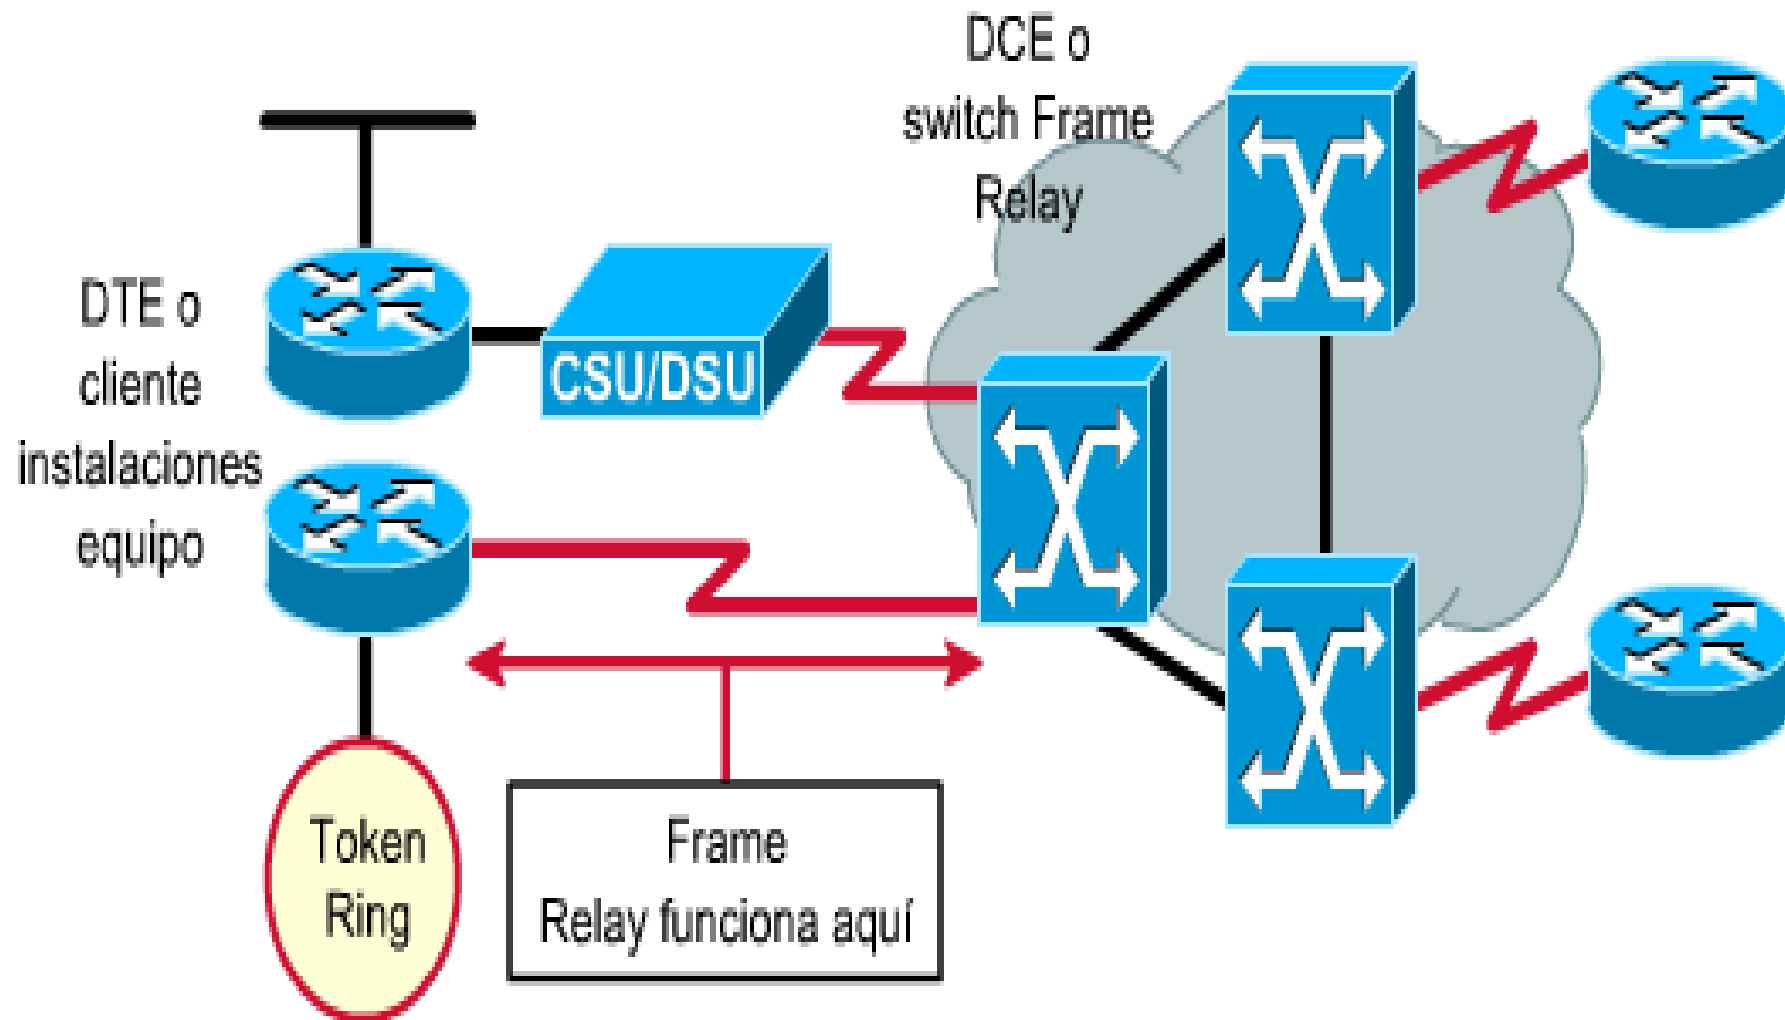 DCE o
switch Frame
Relay
DTE o
cliente
instalaciones
equipo
CSU/DSU
Token
Ring
Frame
Relay funciona aquí